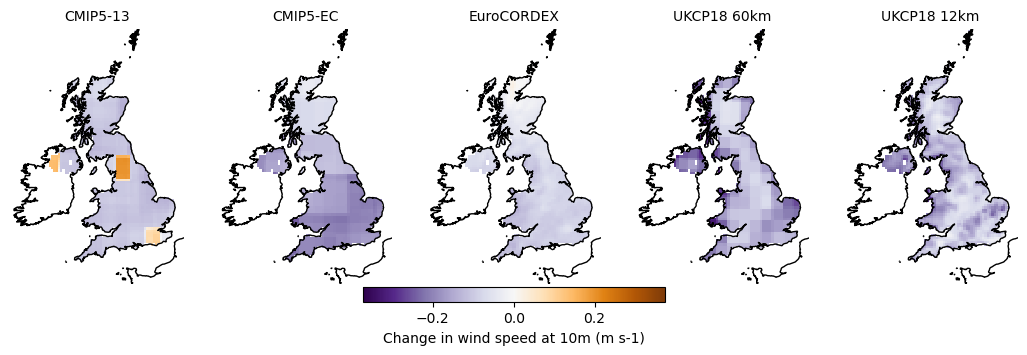 CMIP5-13
CMIP5-EC
EuroCORDEX
UKCP18 60km
UKCP18 12km
−0.2
0.0
0.2
Change in wind speed at 10m (m s-1)